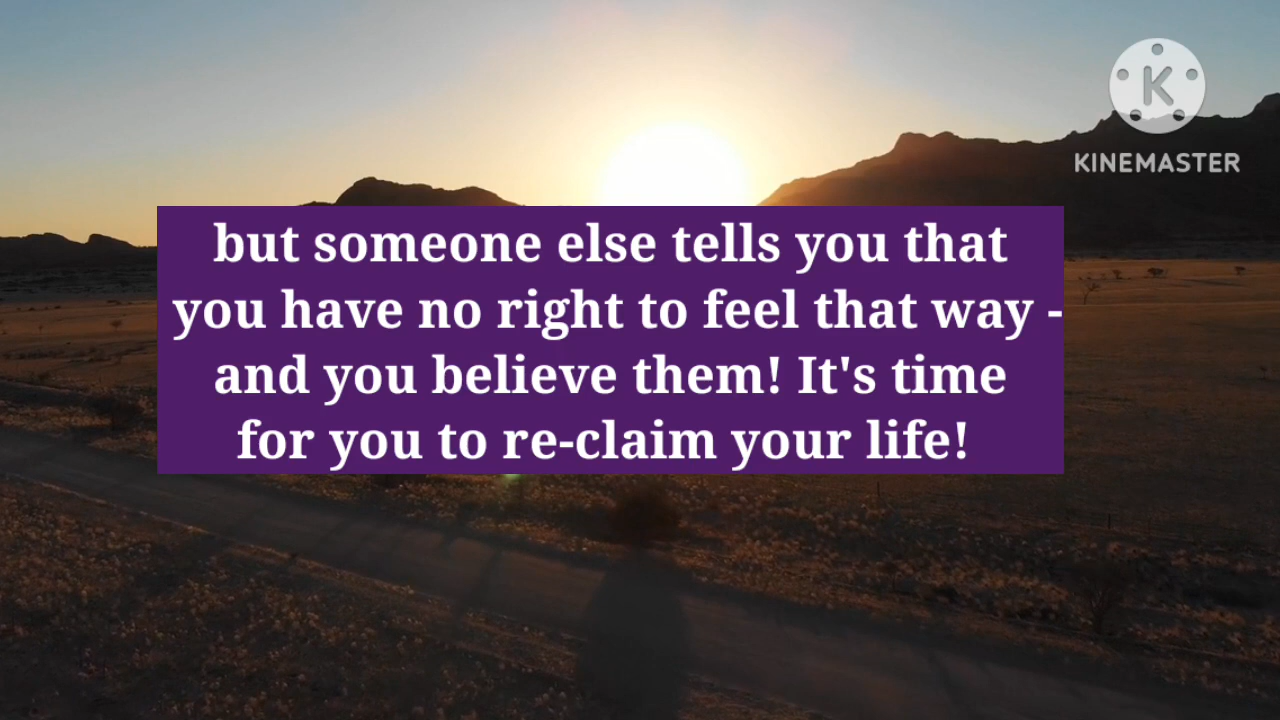 KINEMASTER
but someone else tells you that
you have no right to feel that way -
and you believe them! It's time
for you to re-claim your life!